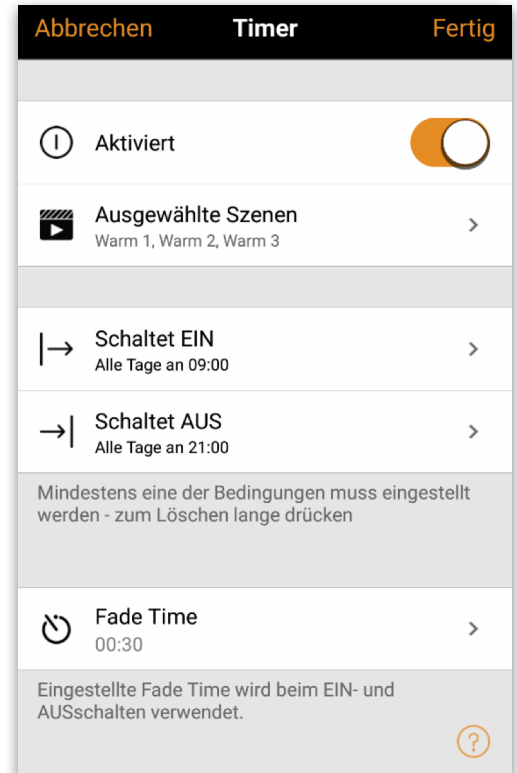 Abbrechen Timer Fertig
Aktiviert
Ausgewählte Szenen
Warm 1, Warm 2, Warm 3
Schaltet EIN
Alle Tage an 09:00
Schaltet AUS
Alle Tage an 21:00
Mindestens eine der Bedingungen muss eingestellt
werden - zum Löschen lange drücken
Fade Time
00:30
Eingestellte Fade Time wird beim EIN- und
AUSschalten verwendet.
?